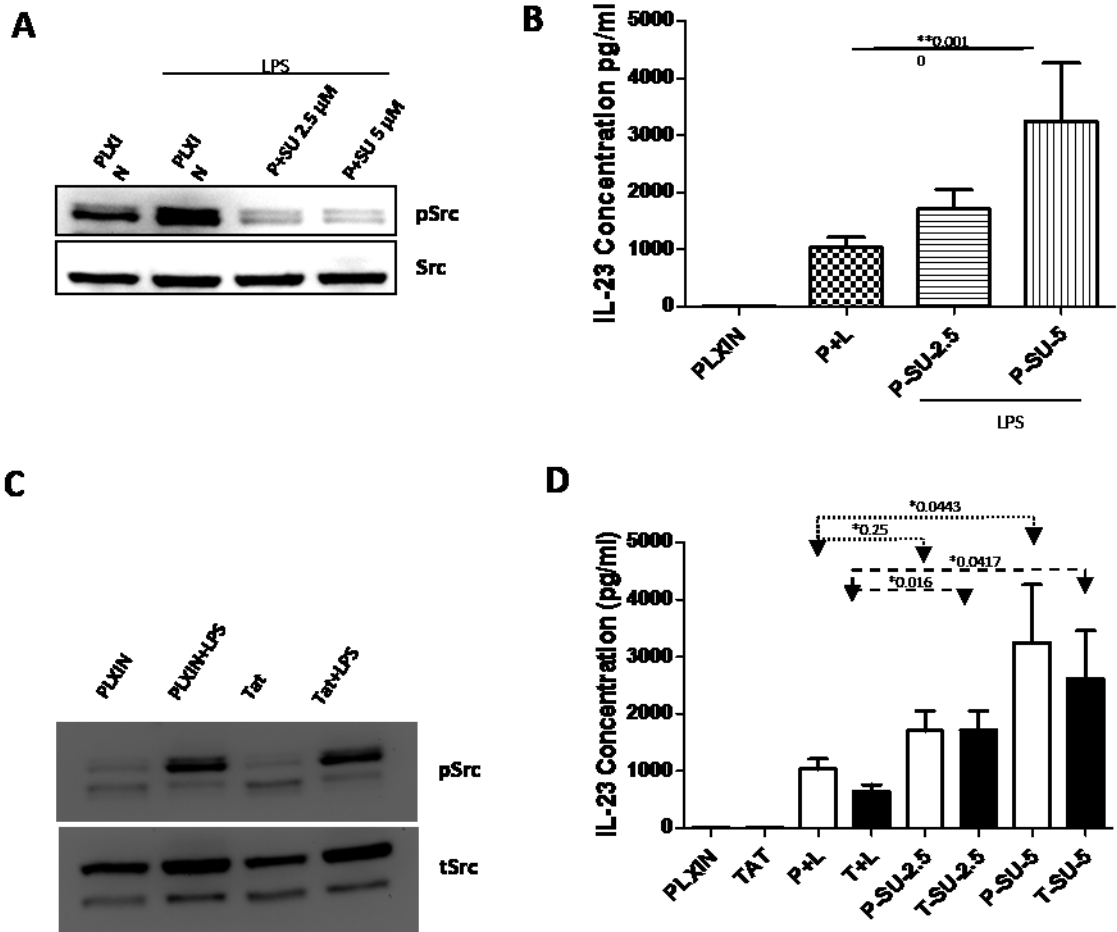 A
LPS
PLXI
N
PLXI
N
P+SU 2.5 µM
P+SU 5 µM
pSrc
Src
B
IL-23 Concentration pg/ml
5000
4000
3000
2000
1000
0
**0.001
0
PLXIN
P+L
P-SU-2.5
P-SU-5
LPS
C
PLXIN
PLXIN+LPS
Tat
Tat+LPS
pSrc
tSrc
D
IL-23 Concentration (pg/ml)
5000
4000
3000
2000
1000
0
*0.0443
*0.25
*0.0417
*0.016
PLXIN
TAT
P+L
T+L
P-SU-2.5
T-SU-2.5
P-SU-5
T-SU-5